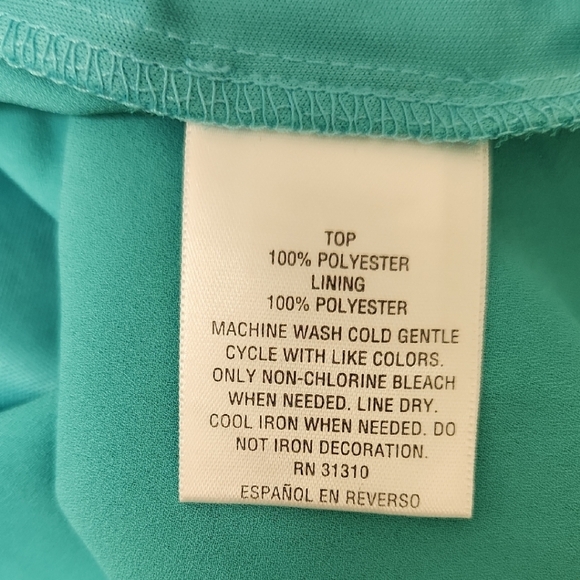 TOP
100% POLYESTER
LINING
100% POLYESTER
MACHINE WASH COLD GENTLE
CYCLE WITH LIKE COLORS.
ONLY NON-CHLORINE BLEACH
WHEN NEEDED. LINE DRY.
COOL IRON WHEN NEEDED. DO
NOT IRON DECORATION.
RN 31310
ESPAÑOL EN REVERSO